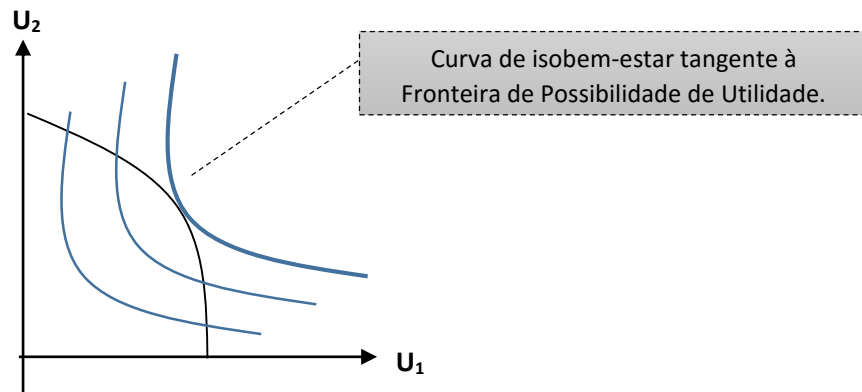 U₂
Curva de isobem-estar tangente à
Fronteira de Possibilidade de Utilidade.
U₁